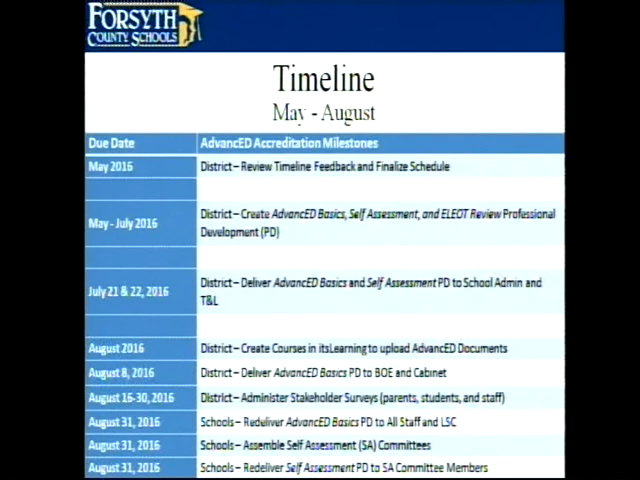 FORSYTH
COUNTY SCHOOLS
Timeline
May - August
Due Date AdvancED Accreditation Milestones
May 2016 District – Review Timeline Feedback and Finalize Schedule
May - July 2016 District – Create AdvancED Basics, Self Assessment, and ELEOT Review Professional
Development (PD)
July 21 & 22, 2016 District – Deliver AdvancED Basics and Self Assessment PD to School Admin and
T&L
August 2016 District – Create Courses in itsLearning to upload AdvancED Documents
August 8, 2016 District – Deliver AdvancED Basics PD to BOE and Cabinet
August 16-30, 2016 District – Administer Stakeholder Surveys (parents, students, and staff)
August 31, 2016 Schools – Redeliver AdvancED Basics PD to All Staff and LSC
August 31, 2016 Schools – Assemble Self Assessment (SA) Committees
August 31, 2016 Schools – Redeliver Self Assessment PD to SA Committee Members